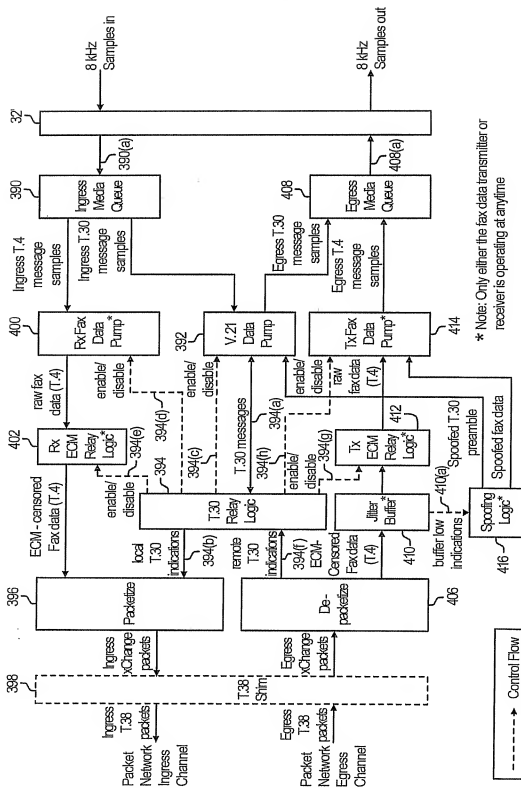 8 kHz
Samples in
8 kHz
Samples out
32
390(a)
408(a)
390
Ingress
Media
Queue
408
Egress
Media
Queue
Ingress T.4
message
samples
Ingress T.30
message
samples
Egress T.30
message
samples
Egress T.4
message
samples
* Note: Only either the fax data transmitter or
receiver is operating at anytime
400
Rx Fax
Data
Pump*
392
V.21
Data
Pump
Tx Fax
Data
Pump*
414
raw fax
data (T.4)
enable/
disable
394(d)
enable/
disable
394(c)
T.30 messages
394(a)
enable/
disable
394(h)
raw
fax data
(T.4)
Spoofed T.30
preamble
Spoofed fax data
402
Rx
ECM
Relay
Logic*
394(e)
enable/
disable
394
T.30
Relay
Logic
enable/
disable
394(g)
412
Tx
ECM
Relay
Logic*
Jitter*
Buffer
410
410(a)
buffer low
indications
Spoofing
Logic*
416
ECM - censored
Fax data (T.4)
local
T.30
indications
394(b)
remote
T.30
indications
394(f)
ECM-
Censored
Fax data
(T.4)
396
Packetize
De-
packetize
406
Ingress
xChange
packets
Egress
xChange
packets
398
T.38
Shim
Ingress
T.38
packets
Egress
T.38
packets
Packet
Network
Ingress
Channel
Packet
Network
Egress
Channel
Control Flow